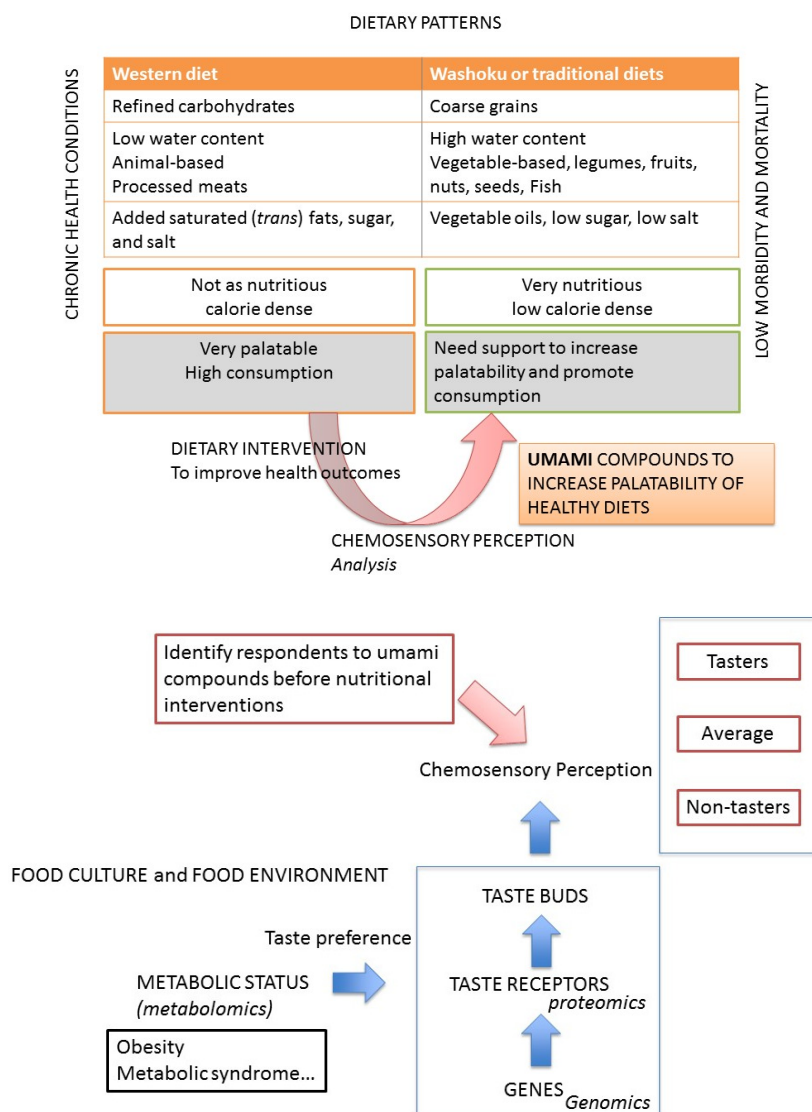 DIETARY PATTERNS
CHRONIC HEALTH CONDITIONS
Western diet
Washoku or traditional diets
Refined carbohydrates
Coarse grains
Low water content
Animal-based
Processed meats
High water content
Vegetable-based, legumes, fruits,
nuts, seeds, Fish
Added saturated (trans) fats, sugar,
and salt
Vegetable oils, low sugar, low salt
LOW MORBIDITY AND MORTALITY
Not as nutritious
calorie dense
Very nutritious
low calorie dense
Very palatable
High consumption
Need support to increase
palatability and promote
consumption
DIETARY INTERVENTION
To improve health outcomes
UMAMI COMPOUNDS TO
INCREASE PALATABILITY OF
HEALTHY DIETS
CHEMOSENSORY PERCEPTION
Analysis
Identify respondents to umami
compounds before nutritional
interventions
Tasters
Average
Non-tasters
Chemosensory Perception
FOOD CULTURE and FOOD ENVIRONMENT
TASTE BUDS
Taste preference
METABOLIC STATUS
(metabolomics)
TASTE RECEPTORS
proteomics
Obesity
Metabolic syndrome...
GENES
Genomics